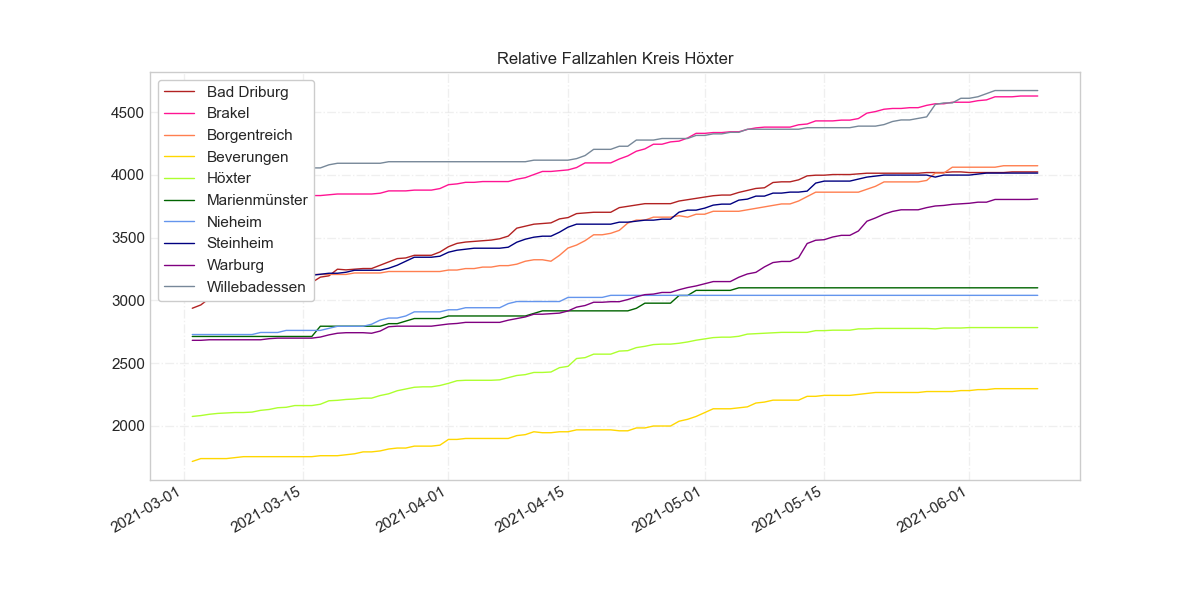 Relative Fallzahlen Kreis Höxter
Bad Driburg
Brakel
Borgentreich
Beverungen
Höxter
Marienmünster
Nieheim
Steinheim
Warburg
Willebadessen
4500
4000
3500
3000
2500
2000
2021-03-01
2021-03-15
2021-04-01
2021-04-15
2021-05-01
2021-05-15
2021-06-01